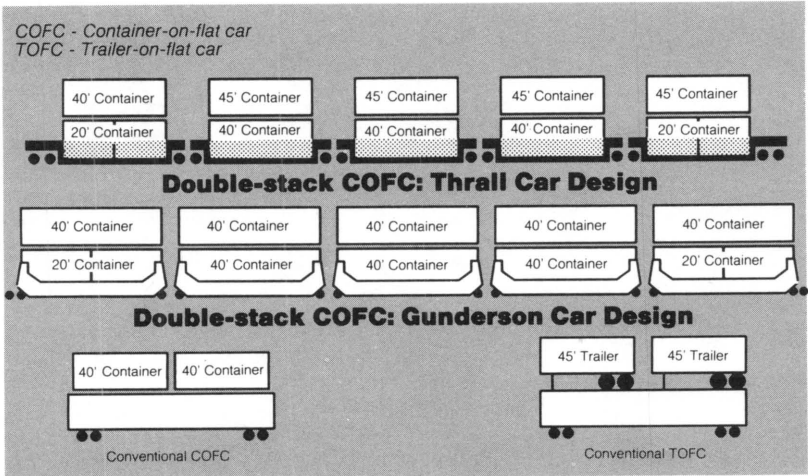 COFC - Container-on-flat car
TOFC - Trailer-on-flat car
40' Container 45' Container 45' Container 45' Container 45' Container
20' Container 40' Container 40' Container 40' Container 20' Container
Double-stack COFC: Thrall Car Design
40' Container 40' Container 40' Container 40' Container 40' Container
20' Container 40' Container 40' Container 40' Container 20' Container
Double-stack COFC: Gunderson Car Design
40' Container 40' Container 45' Trailer 45' Trailer
Conventional COFC Conventional TOFC